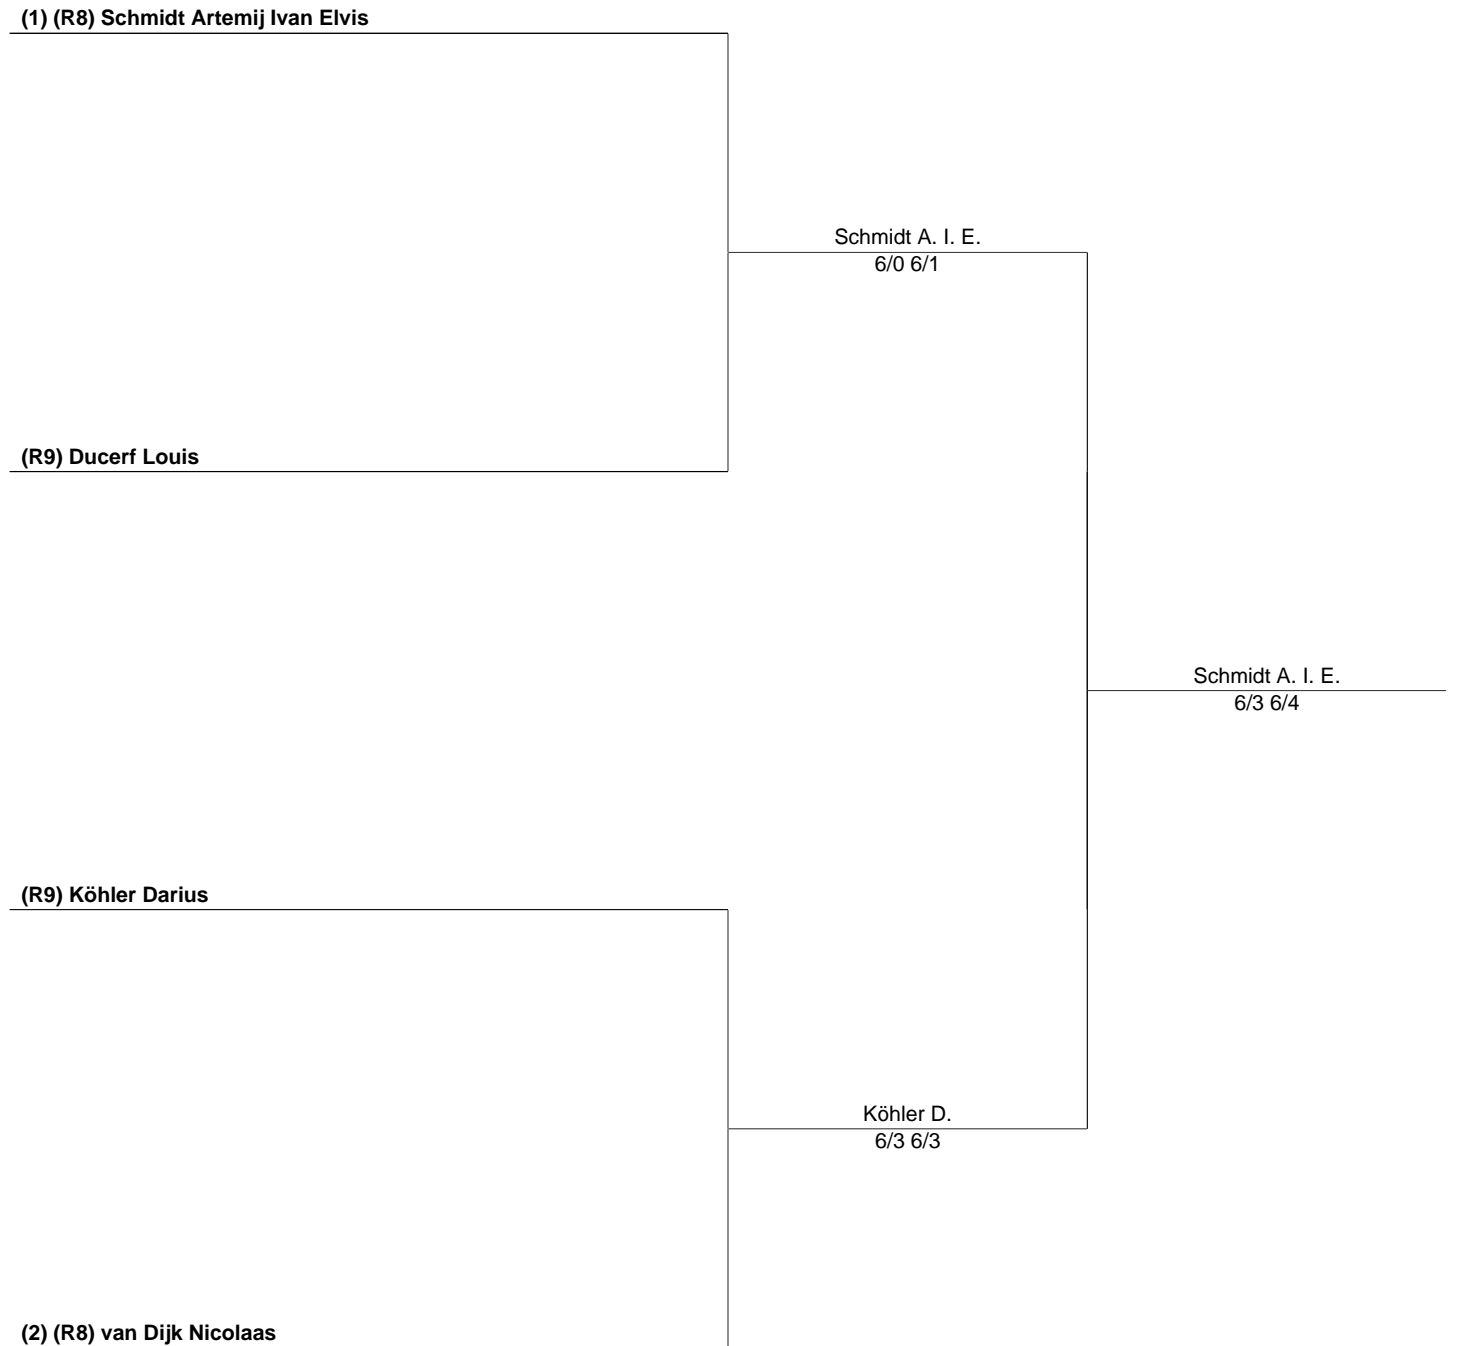 (1) (R8) Schmidt Artemij Ivan Elvis
Schmidt A. I. E.
6/0 6/1
(R9) Ducerf Louis
Schmidt A. I. E.
6/3 6/4
(R9) Köhler Darius
Köhler D.
6/3 6/3
(2) (R8) van Dijk Nicolaas